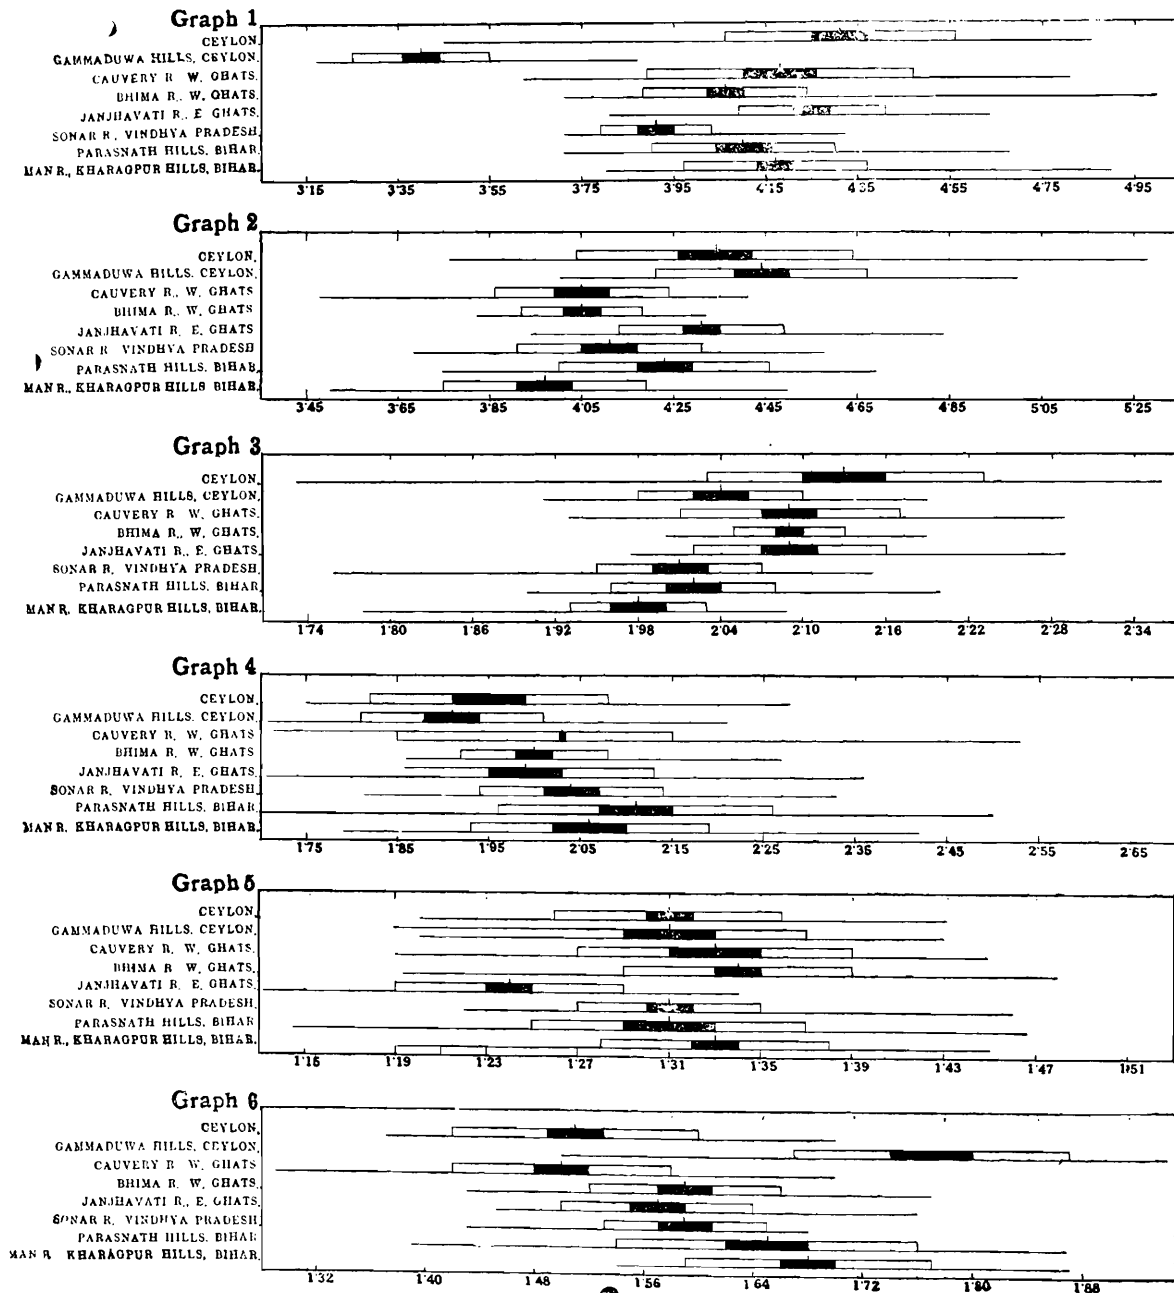 Graph 1
CEYLON.
GAMMADUWA HILLS, CEYLON.
CAUVERY R. W. GHATS.
BHIMA R., W. GHATS.
JANJHAVATI R., E. GHATS.
SONAR R, VINDHYA PRADESH
PARASNATH HILLS, BIHAR
MAN R., KHARAGPUR HILLS, BIHAR.
3·15 3·35 3·55 3·75 3·95 4·15 4·35 4·55 4·75 4·95
Graph 2
CEYLON.
GAMMADUWA HILLS. CEYLON.
CAUVERY R., W. GHATS
BHIMA R., W. GHATS
JANJHAVATI R, E. GHATS
SONAR R VINDHYA PRADESH
PARASNATH HILLS, BIHAR
MAN R., KHARAGPUR HILLS BIHAR.
3·45 3·65 3·85 4·05 4·25 4·45 4·65 4·85 5·05 5·25
Graph 3
CEYLON.
GAMMADUWA HILLS, CEYLON.
CAUVERY R W. GHATS.
BHIMA R., W. GHATS.
JANJHAVATI R., E. GHATS
SONAR R, VINDHYA PRADESH.
PARASNATH HILLS. BIHAR
MAN R, KHARAGPUR HILLS, BIHAR.
1·74 1·80 1·86 1·92 1·98 2·04 2·10 2·16 2·22 2·28 2·34
Graph 4
CEYLON.
GAMMADUWA HILLS. CEYLON.
CAUVERY R. W. GHATS
BHIMA R, W. GHATS
JANJHAVATI R, E. GHATS.
SONAR R. VINDHYA PRADESH
PARASNATH HILLS, BIHAR
MAN R, KHARAGPUR HILLS, BIHAR.
1·75 1·85 1·95 2·05 2·15 2·25 2·35 2·45 2·55 2·65
Graph 5
CEYLON.
GAMMADUWA HILLS. CEYLON.
CAUVERY R. W. GHATS.
BHIMA R W. GHATS.
JANJHAVATI R, E GHATS.
SONAR R. VINDHYA PRADESH.
PARASNATH HILLS. BIHAR
MAN R., KHARAGPUR HILLS, BIHAR.
1·16 1·19 1·23 1·27 1·31 1·35 1·39 1·43 1·47 1·51
Graph 6
CEYLON.
GAMMADUWA HILLS, CEYLON.
CAUVERY R W. GHATS
BHIMA R., W. GHATS.
JANJHAVATI R., E. GHATS.
SONAR R. VINDHYA PRADESH
PARASNATH HILLS. BIHAR
MAN R KHARAGPUR HILLS, BIHAR.
1·32 1·40 1·48 1·56 1·64 1·72 1·80 1·88